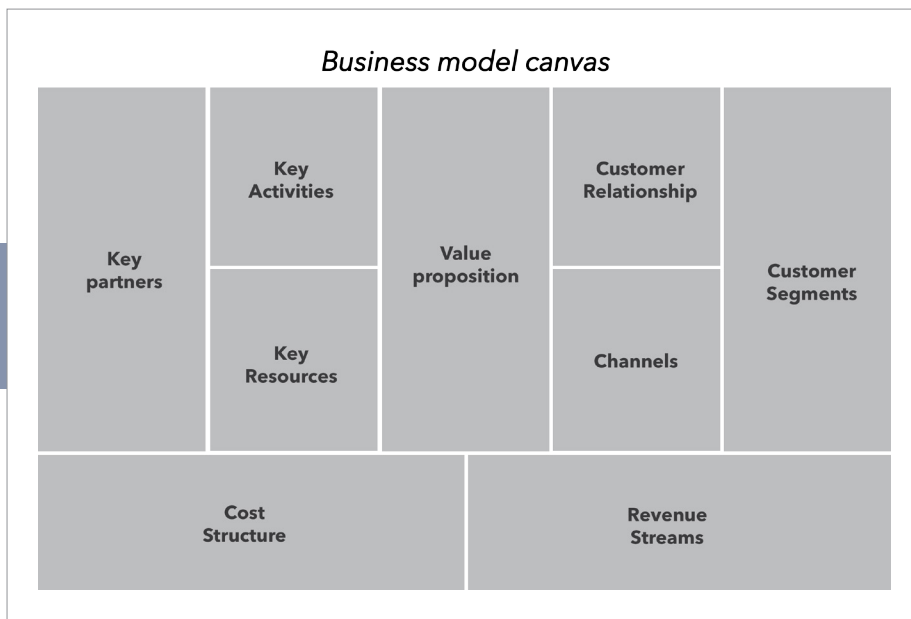 Business model canvas
Key
partners
Key
Activities
Key
Resources
Value
proposition
Customer
Relationship
Channels
Customer
Segments
Cost
Structure
Revenue
Streams